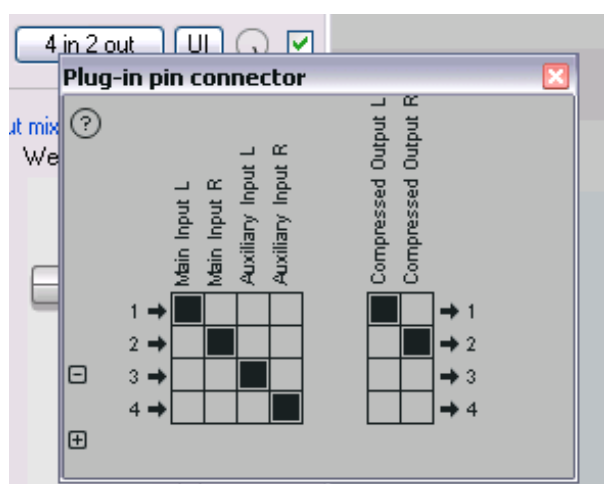 4 in 2 out
UI
Plug-in pin connector
?
ut mix
We
Main Input L
Main Input R
Auxiliary Input L
Auxiliary Input R
Compressed Output L
Compressed Output R
1
1
2
2
3
3
4
4